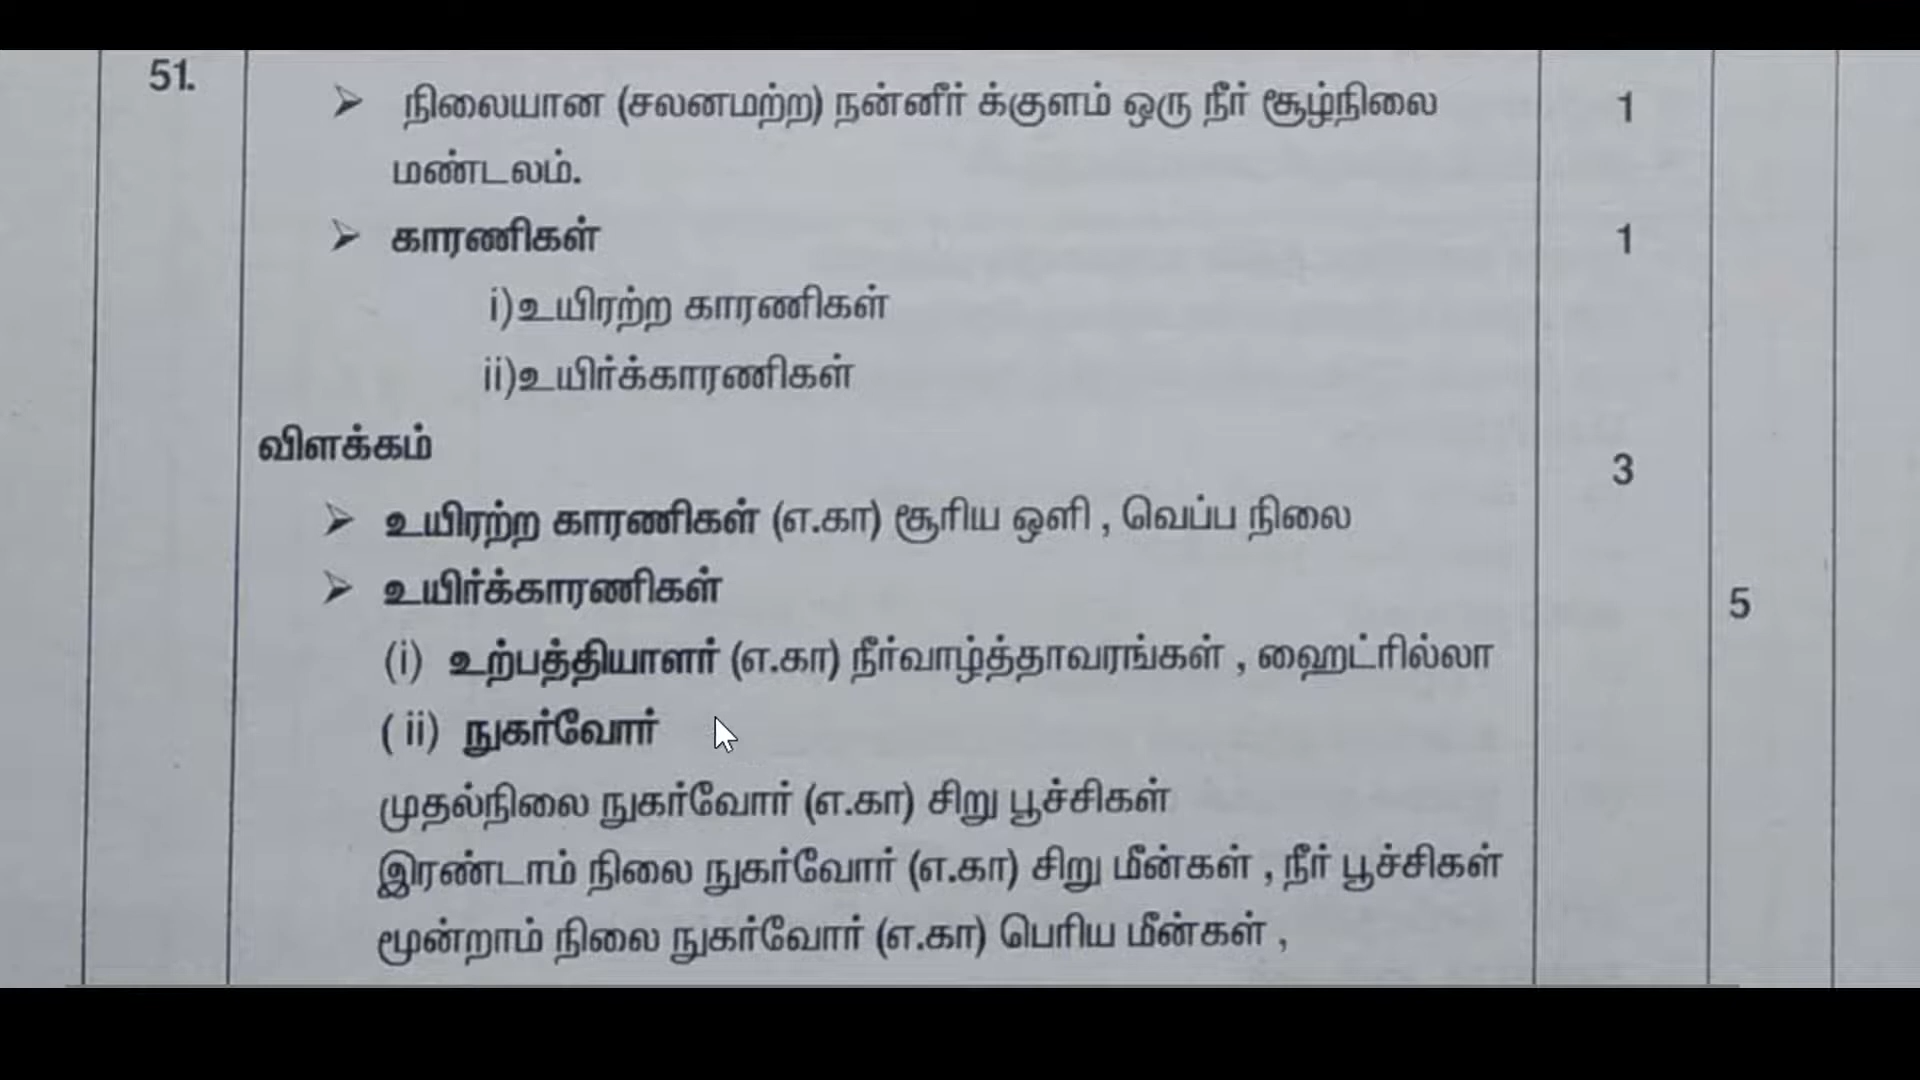 51.
➢ நிலையான (சலனமற்ற) நன்னீர் க்குளம் ஒரு நீர் சூழ்நிலை 1
மண்டலம்.
➢ காரணிகள் 1
i)உயிரற்ற காரணிகள்
ii)உயிர்க்காரணிகள்
விளக்கம்
3
➢ உயிரற்ற காரணிகள் (எ.கா) சூரிய ஒளி , வெப்ப நிலை
➢ உயிர்க்காரணிகள் 5
(i) உற்பத்தியாளர் (எ.கா) நீர்வாழ்த்தாவரங்கள் , ஹைட்ரில்லா
( ii) நுகர்வோர்
முதல்நிலை நுகர்வோர் (எ.கா) சிறு பூச்சிகள்
இரண்டாம் நிலை நுகர்வோர் (எ.கா) சிறு மீன்கள் , நீர் பூச்சிகள்
மூன்றாம் நிலை நுகர்வோர் (எ.கா) பெரிய மீன்கள் ,